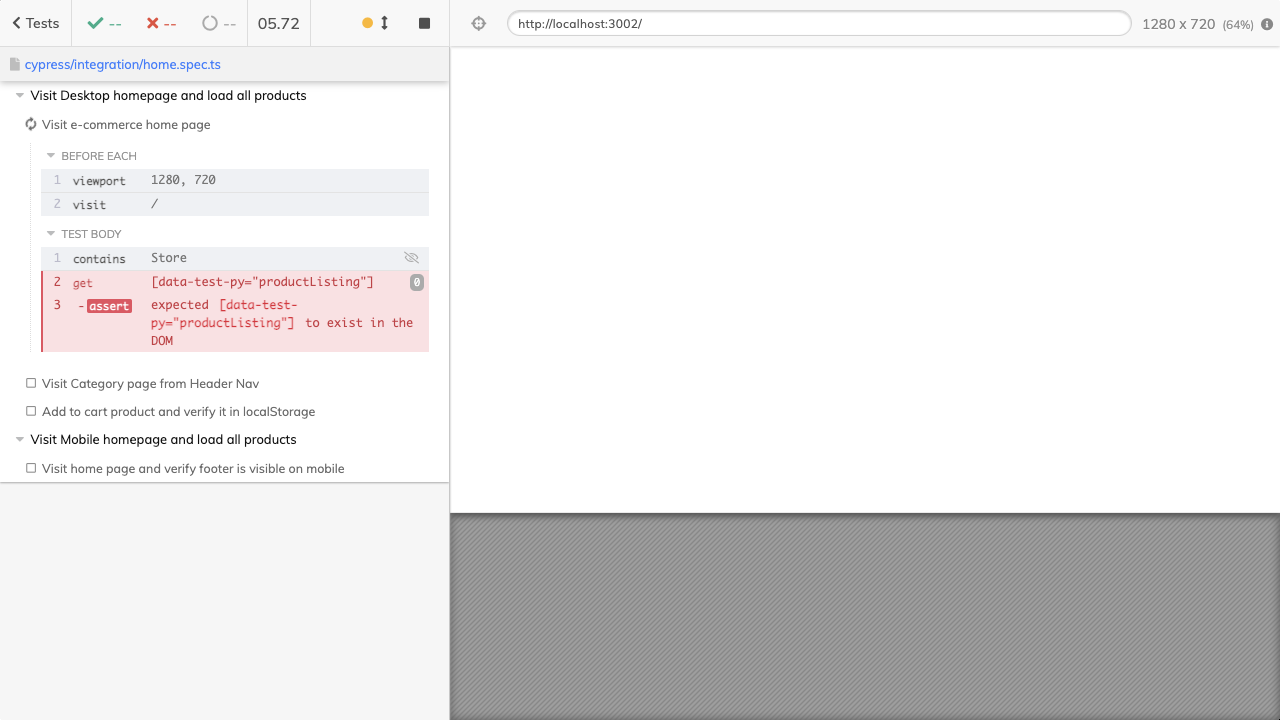 Tests -- -- -- 05.72 http://localhost:3002/ 1280 x 720 (64%)
cypress/integration/home.spec.ts
Visit Desktop homepage and load all products
Visit e-commerce home page
BEFORE EACH
1 viewport 1280, 720
2 visit /
TEST BODY
1 contains Store
2 get [data-test-py="productListing"] 0
3 -assert expected [data-test-
py="productListing"] to exist in the
DOM
Visit Category page from Header Nav
Add to cart product and verify it in localStorage
Visit Mobile homepage and load all products
Visit home page and verify footer is visible on mobile